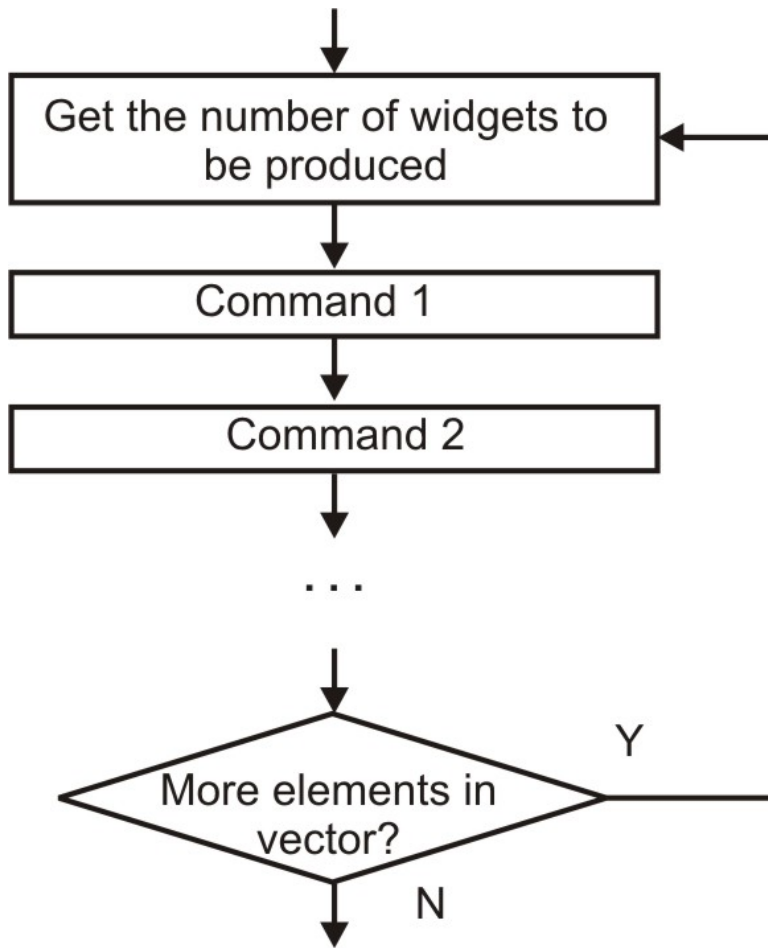 Get the number of widgets to
be produced
Command 1
Command 2
...
Y
More elements in
vector?
N